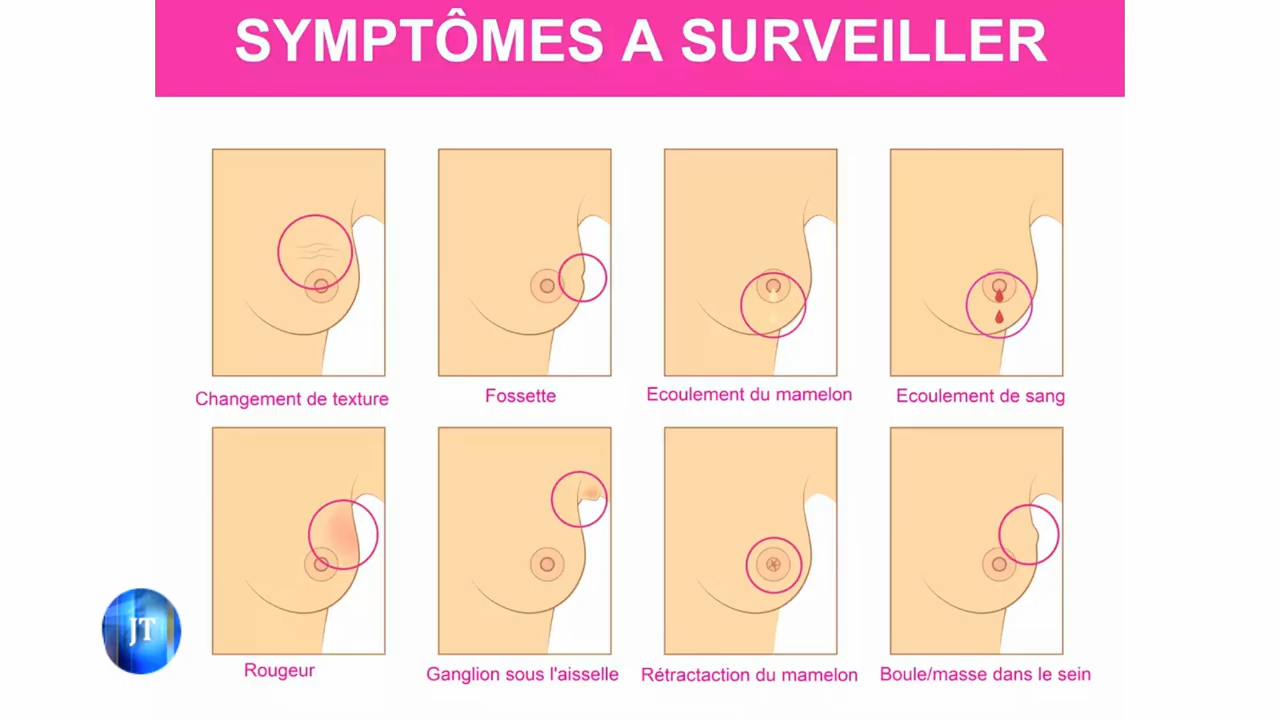 SYMPTÔMES A SURVEILLER
Changement de texture
Fossette
Ecoulement du mamelon
Ecoulement de sang
Rougeur
Ganglion sous l'aisselle
Rétractaction du mamelon
Boule/masse dans le sein
JT